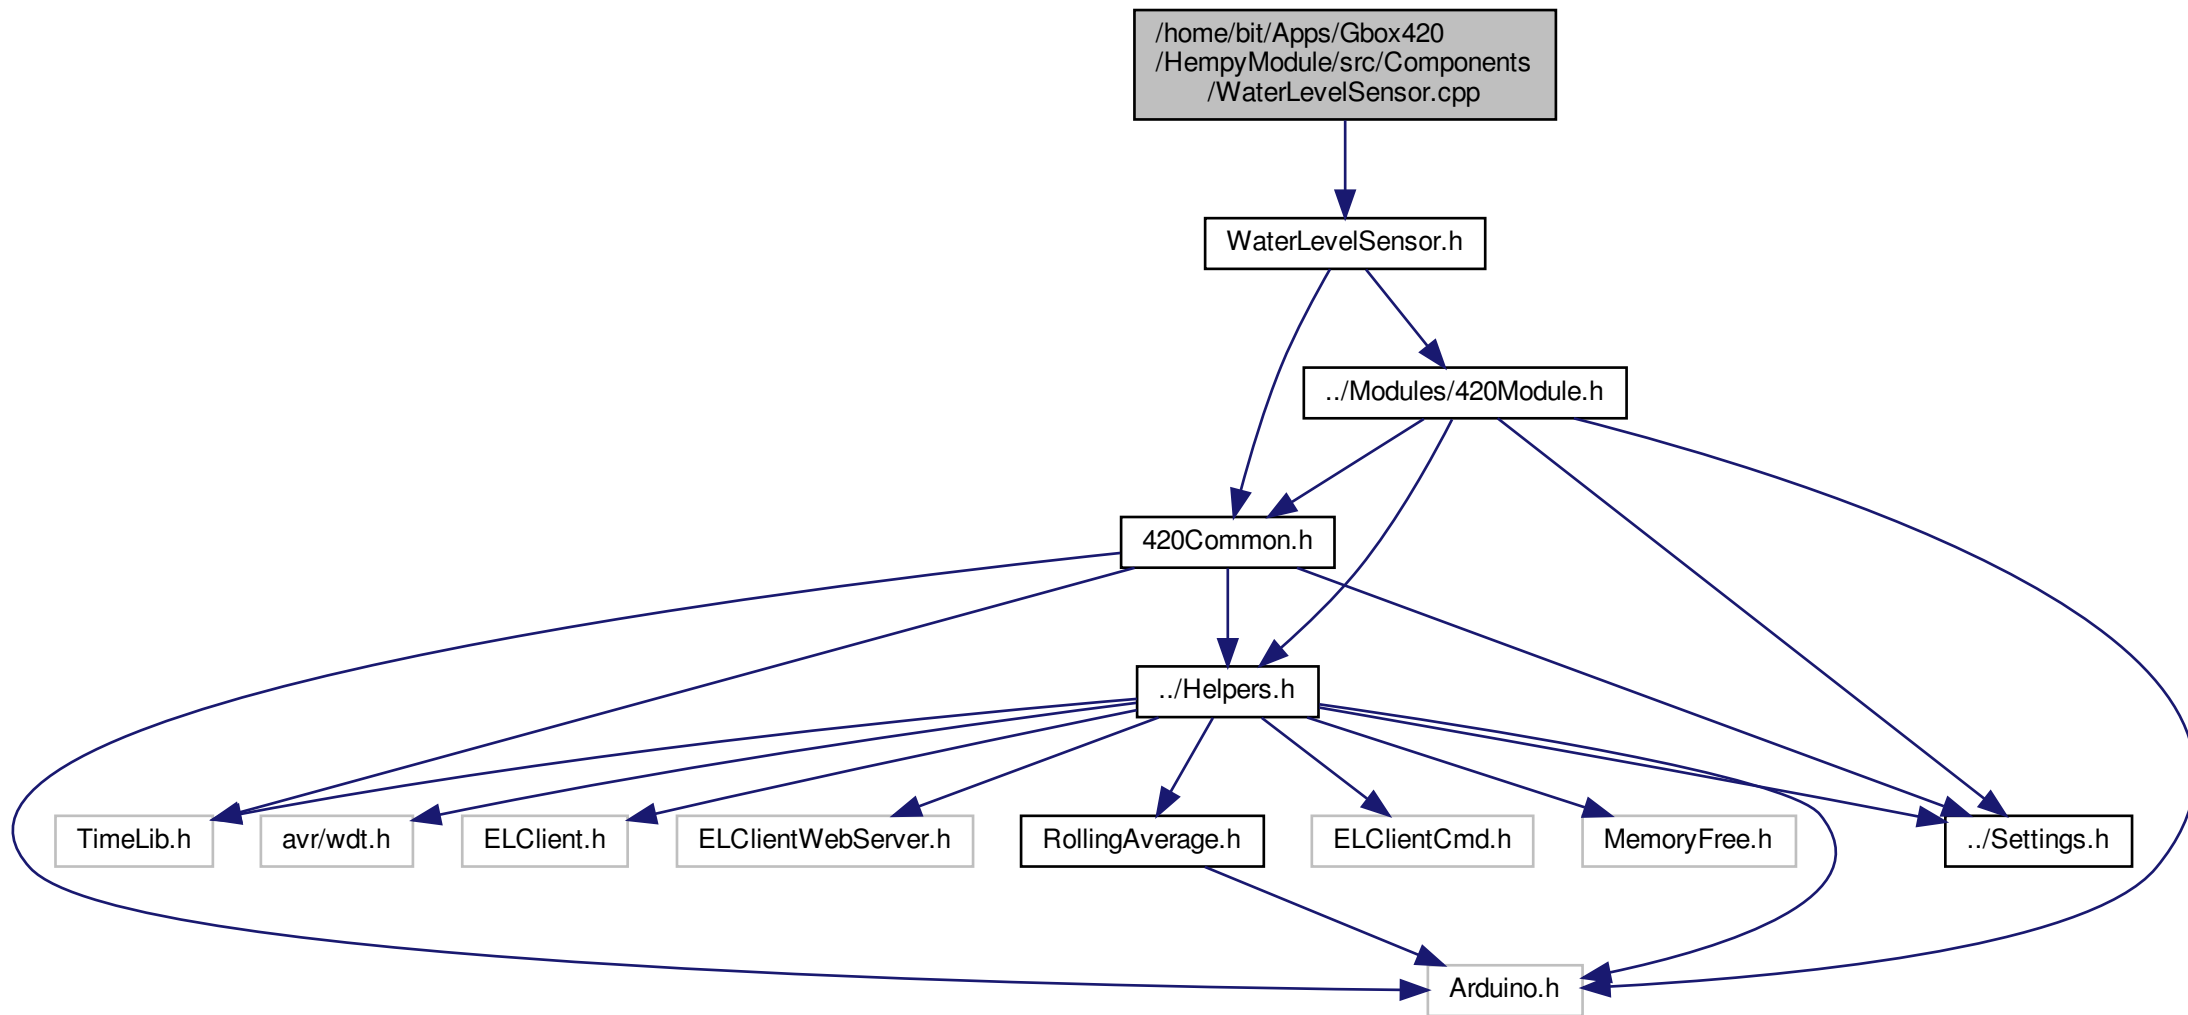 /home/bit/Apps/Gbox420
/HempyModule/src/Components
/WaterLevelSensor.cpp
WaterLevelSensor.h
../Modules/420Module.h
420Common.h
../Helpers.h
TimeLib.h
avr/wdt.h
ELClient.h
ELClientWebServer.h
RollingAverage.h
ELClientCmd.h
MemoryFree.h
../Settings.h
Arduino.h